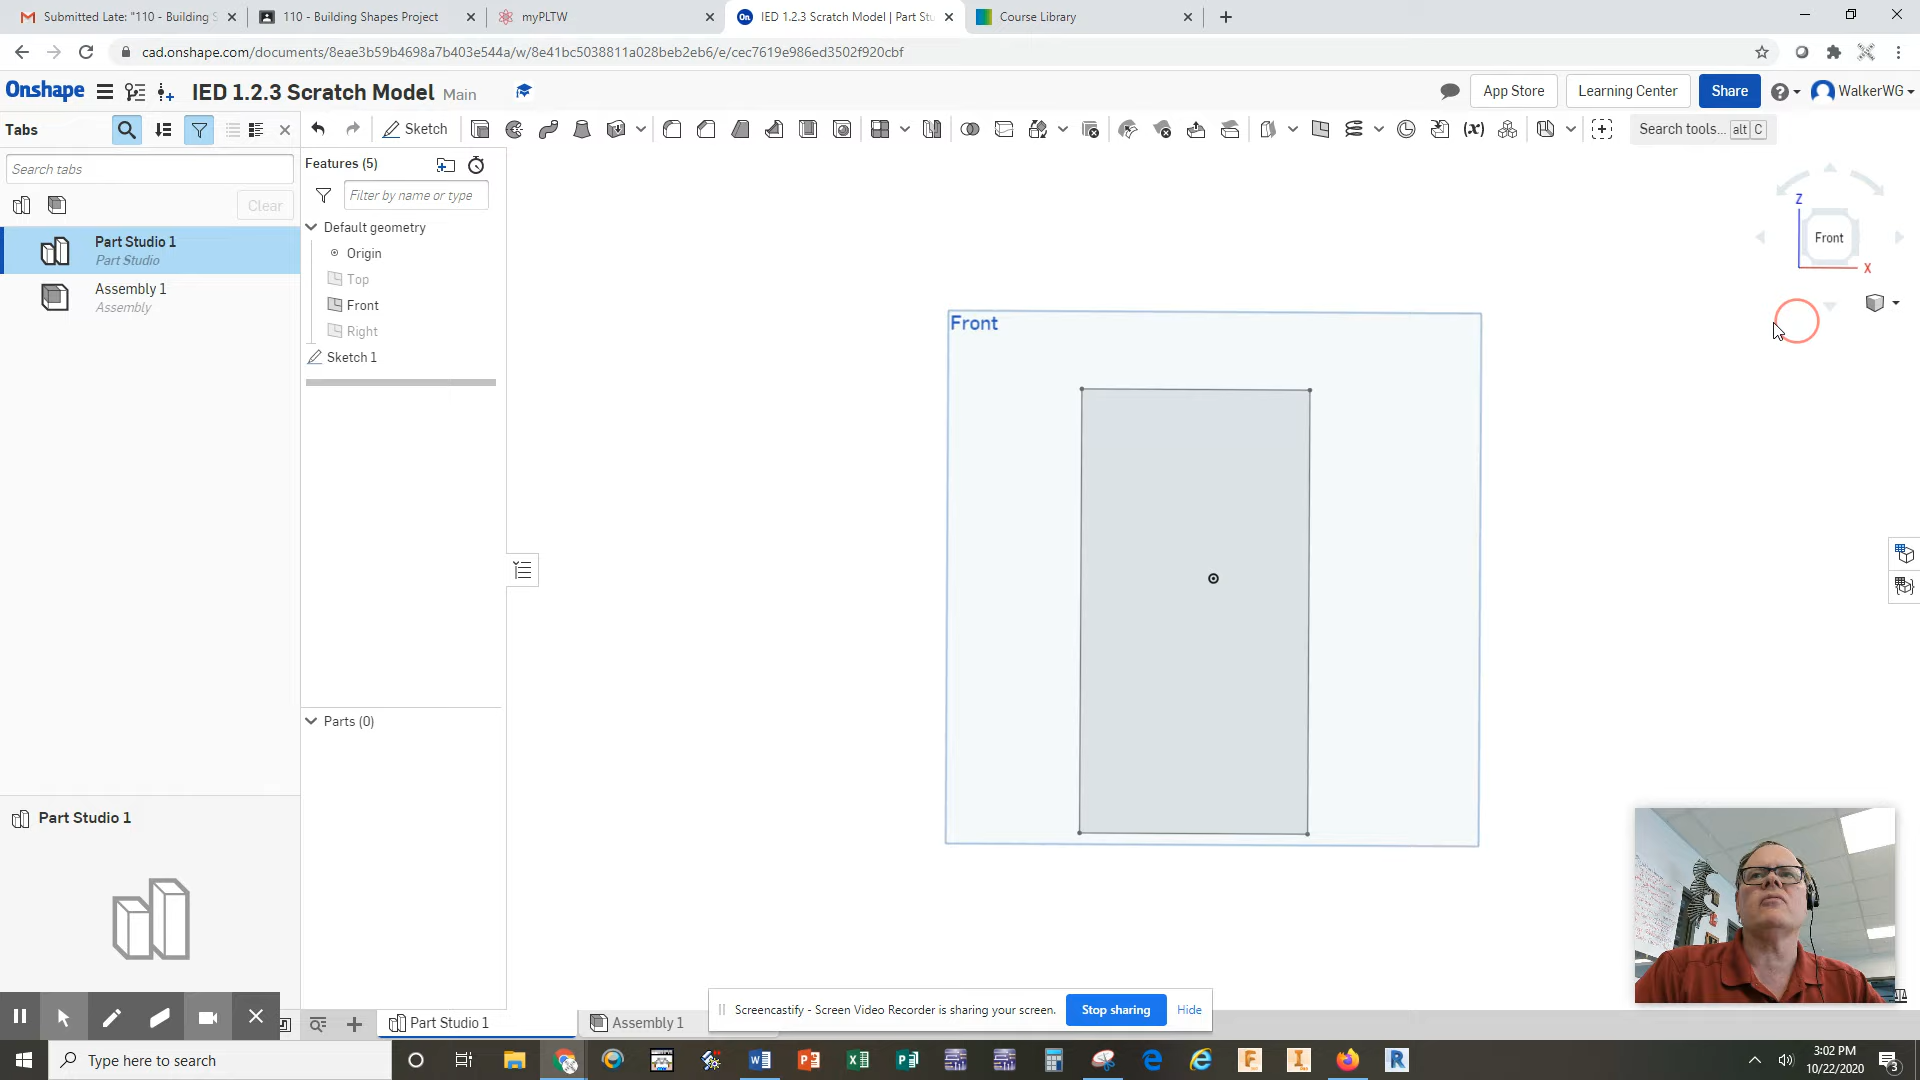 Submitted Late: "110 - Building S
110 - Building Shapes Project
myPLTW
On
IED 1.2.3 Scratch Model | Part Stu
Course Library
cad.onshape.com/documents/8eae3b59b4698a7b403e544a/w/8e41bc5038811a028beb2eb6/e/cec7619e986ed3502f920cbf
Onshape
IED 1.2.3 Scratch Model Main
App Store
Learning Center
Share
WalkerWG
Tabs
Sketch
Search tools... alt C
Search tabs
Clear
Part Studio 1
Part Studio
Assembly 1
Assembly
Features (5)
Filter by name or type
Default geometry
Origin
Top
Front
Right
Sketch 1
Parts (0)
Front
Z
Front
X
Part Studio 1
Screencastify - Screen Video Recorder is sharing your screen.
Stop sharing
Hide
Part Studio 1
Assembly 1
Type here to search
3:02 PM
10/22/2020
3